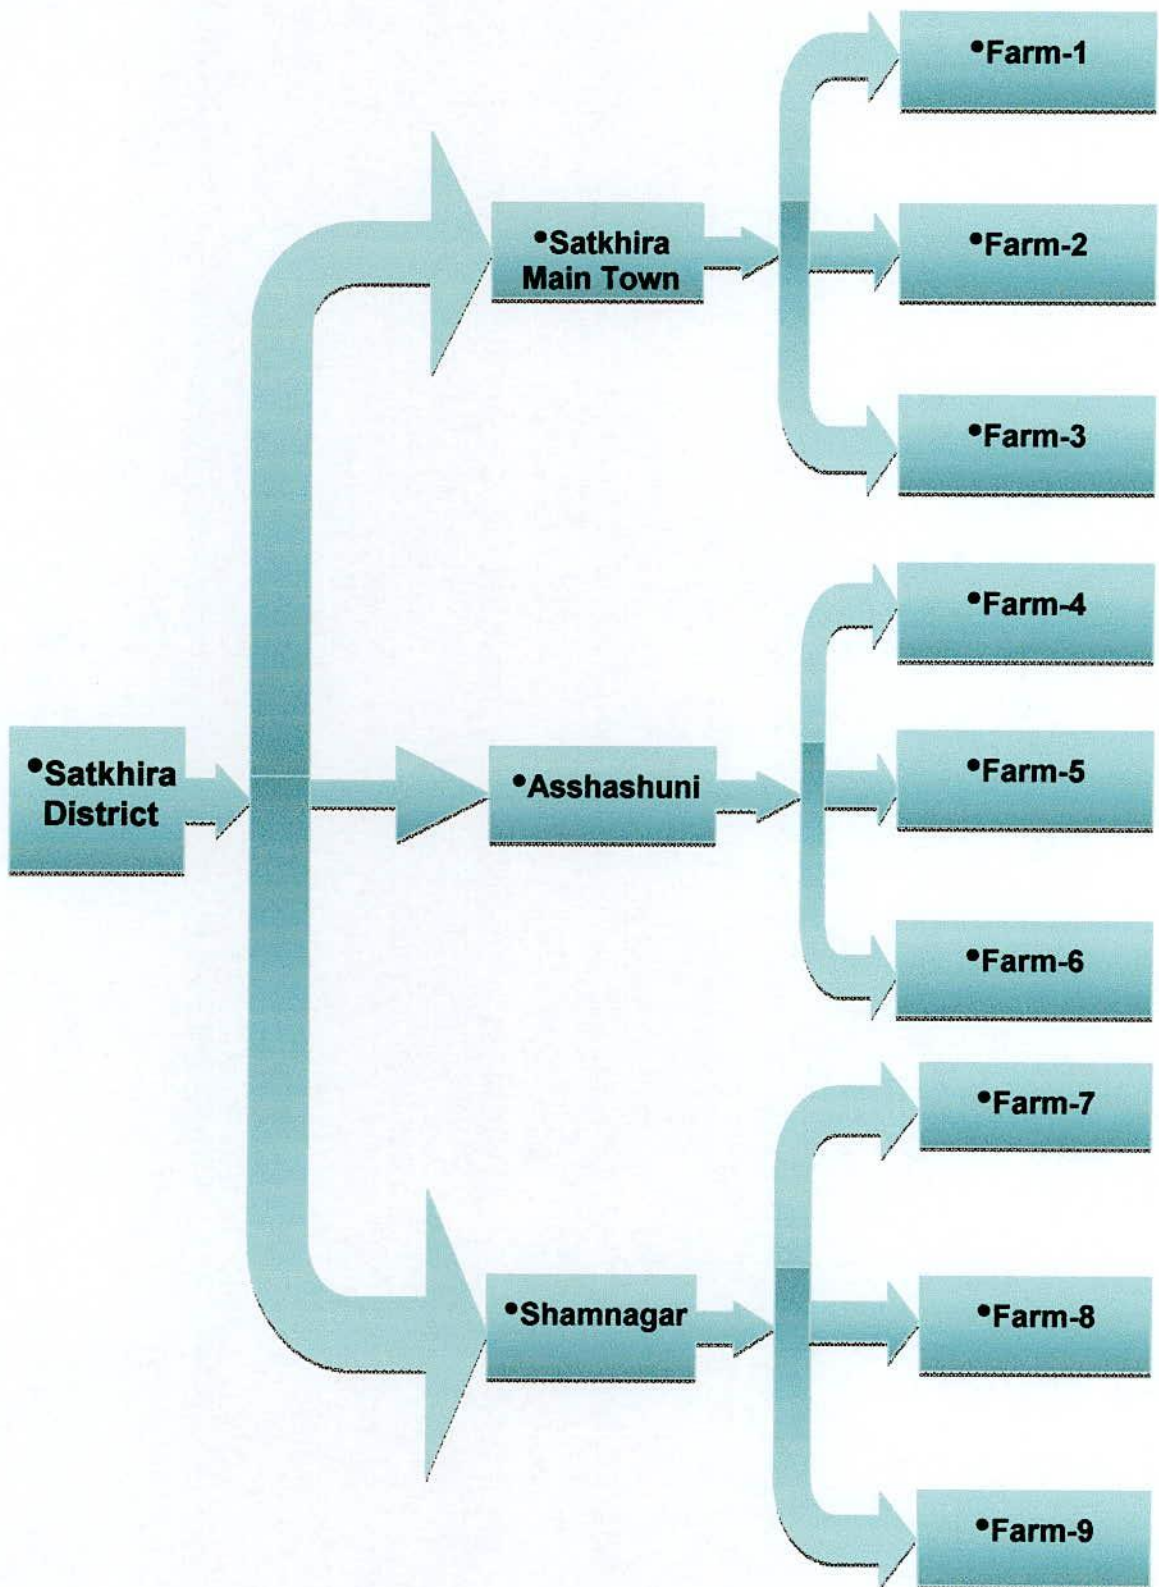 •Farm-1
•Satkhira
Main Town
•Farm-2
•Farm-3
•Farm-4
•Satkhira
District
•Asshashuni
•Farm-5
•Farm-6
•Farm-7
•Shamnagar
•Farm-8
•Farm-9